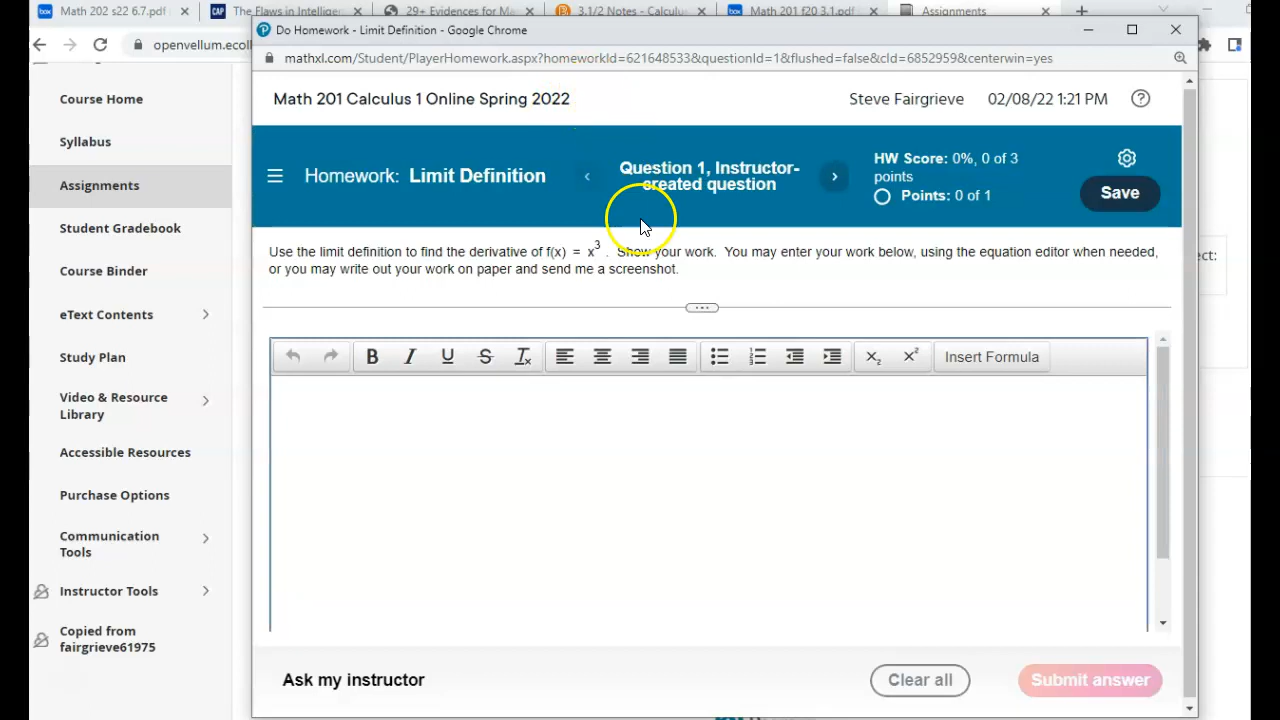 Math 202 s22 6.7.pdf
The Flaws in Intellige
29+ Evidences for Ma
3.1/2 Notes - Calculu
Math 201 f20 3.1.pdf
Assignments
openvellum.ecoll
Do Homework - Limit Definition - Google Chrome
mathxl.com/Student/PlayerHomework.aspx?homeworkId=621648533&questionId=1&flushed=false&cId=6852959&centerwin=yes
Course Home
Syllabus
Assignments
Student Gradebook
Course Binder
eText Contents
Study Plan
Video & Resource
Library
Accessible Resources
Purchase Options
Communication
Tools
Instructor Tools
Copied from
fairgrieve61975
Math 201 Calculus 1 Online Spring 2022
Steve Fairgrieve 02/08/22 1:21 PM
Homework: Limit Definition
Question 1, Instructor-
created question
HW Score: 0%, 0 of 3
points
Points: 0 of 1
Save
Use the limit definition to find the derivative of f(x) = x³ . Show your work. You may enter your work below, using the equation editor when needed,
or you may write out your work on paper and send me a screenshot.
ect:
Insert Formula
Ask my instructor
Clear all
Submit answer